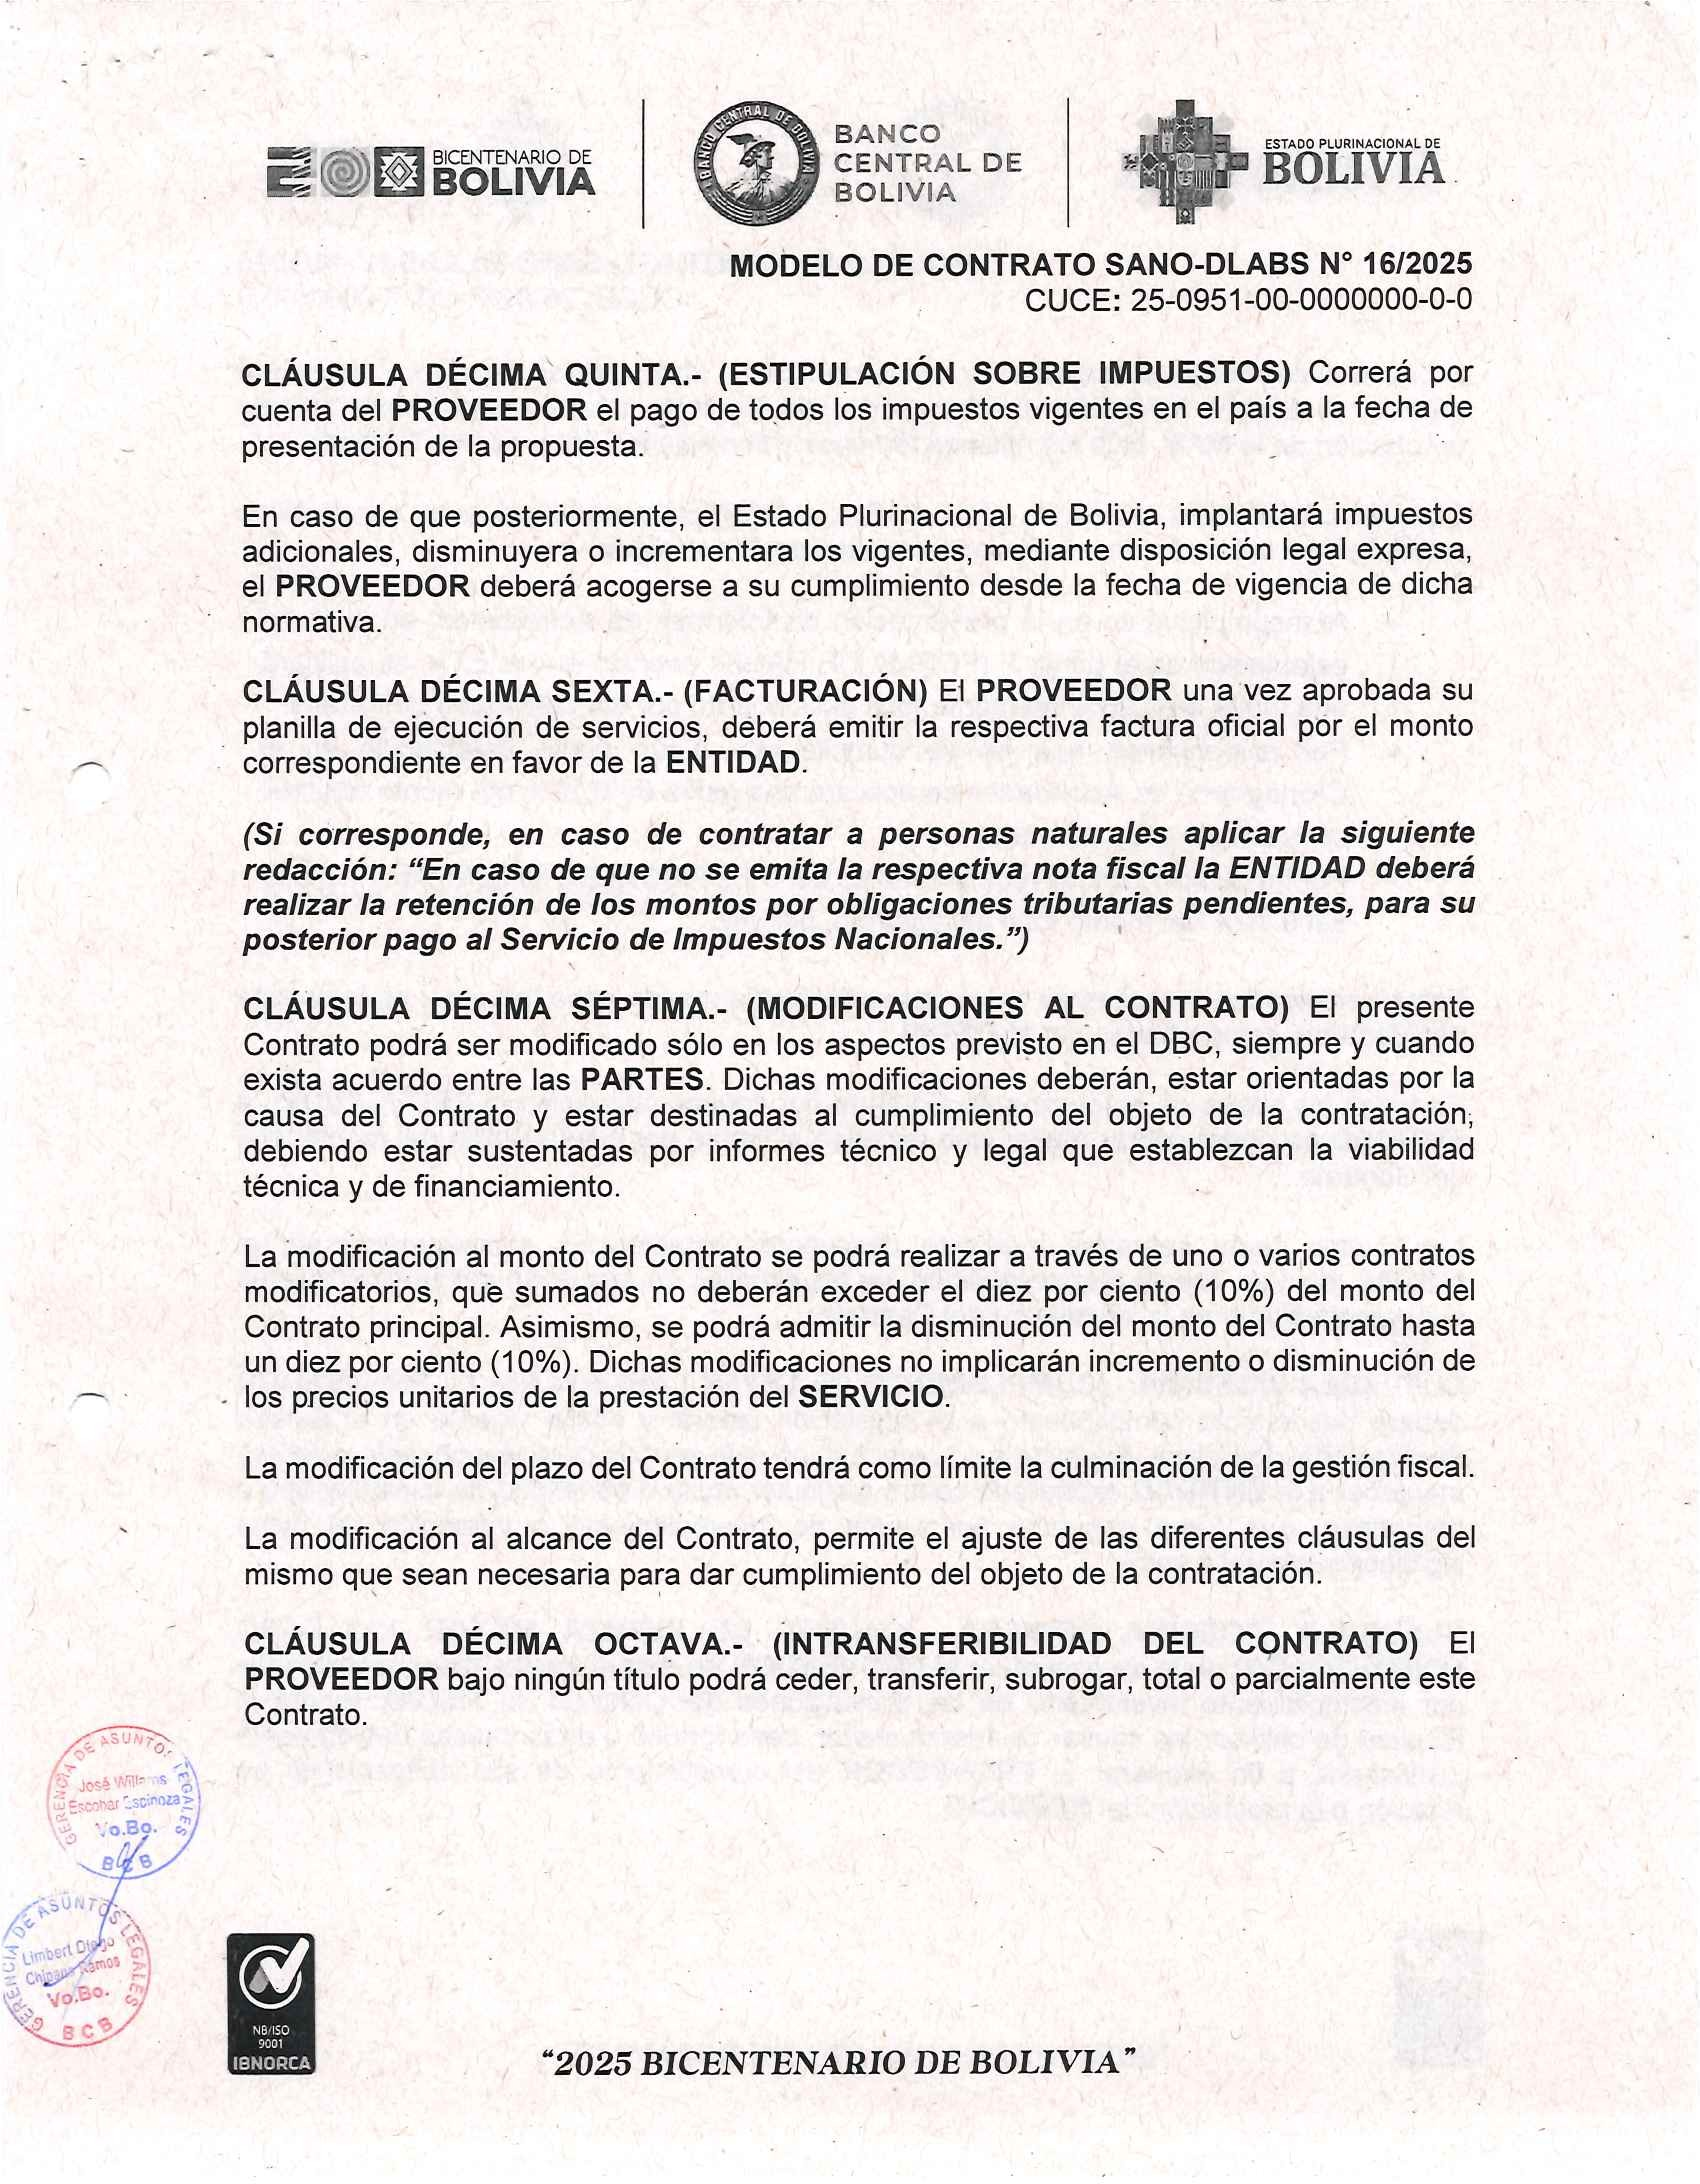 BICENTENARIO DE
BOLIVIA
BANCO CENTRAL DE BOLIVIA
BANCO
CENTRAL DE
BOLIVIA
ESTADO PLURINACIONAL DE
BOLIVIA
MODELO DE CONTRATO SANO-DLABS N° 16/2025
CUCE: 25-0951-00-0000000-0-0
CLÁUSULA DÉCIMA QUINTA.- (ESTIPULACIÓN SOBRE IMPUESTOS) Correrá por
cuenta del PROVEEDOR el pago de todos los impuestos vigentes en el país a la fecha de
presentación de la propuesta.
En caso de que posteriormente, el Estado Plurinacional de Bolivia, implantará impuestos
adicionales, disminuyera o incrementara los vigentes, mediante disposición legal expresa,
el PROVEEDOR deberá acogerse a su cumplimiento desde la fecha de vigencia de dicha
normativa.
CLÁUSULA DÉCIMA SEXTA.- (FACTURACIÓN) El PROVEEDOR una vez aprobada su
planilla de ejecución de servicios, deberá emitir la respectiva factura oficial por el monto
correspondiente en favor de la ENTIDAD.
(Si corresponde, en caso de contratar a personas naturales aplicar la siguiente
redacción: “En caso de que no se emita la respectiva nota fiscal la ENTIDAD deberá
realizar la retención de los montos por obligaciones tributarias pendientes, para su
posterior pago al Servicio de Impuestos Nacionales.”)
CLÁUSULA DÉCIMA SÉPTIMA.- (MODIFICACIONES AL CONTRATO) El presente
Contrato podrá ser modificado sólo en los aspectos previsto en el DBC, siempre y cuando
exista acuerdo entre las PARTES. Dichas modificaciones deberán, estar orientadas por la
causa del Contrato y estar destinadas al cumplimiento del objeto de la contratación,
debiendo estar sustentadas por informes técnico y legal que establezcan la viabilidad
técnica y de financiamiento.
La modificación al monto del Contrato se podrá realizar a través de uno o varios contratos
modificatorios, que sumados no deberán exceder el diez por ciento (10%) del monto del
Contrato principal. Asimismo, se podrá admitir la disminución del monto del Contrato hasta
un diez por ciento (10%). Dichas modificaciones no implicarán incremento o disminución de
los precios unitarios de la prestación del SERVICIO.
La modificación del plazo del Contrato tendrá como límite la culminación de la gestión fiscal.
La modificación al alcance del Contrato, permite el ajuste de las diferentes cláusulas del
mismo que sean necesaria para dar cumplimiento del objeto de la contratación.
CLÁUSULA DÉCIMA OCTAVA.- (INTRANSFERIBILIDAD DEL CONTRATO) El
PROVEEDOR bajo ningún título podrá ceder, transferir, subrogar, total o parcialmente este
Contrato.
GERENCIA DE ASUNTOS LEGALES
José Willams
Escobar Espinoza
Vo.Bo.
BCB
GERENCIA DE ASUNTOS LEGALES
Limbert Diego
Chipana Ramos
Vo.Bo.
BCB
NB/ISO
9001
IBNORCA
“2025 BICENTENARIO DE BOLIVIA”